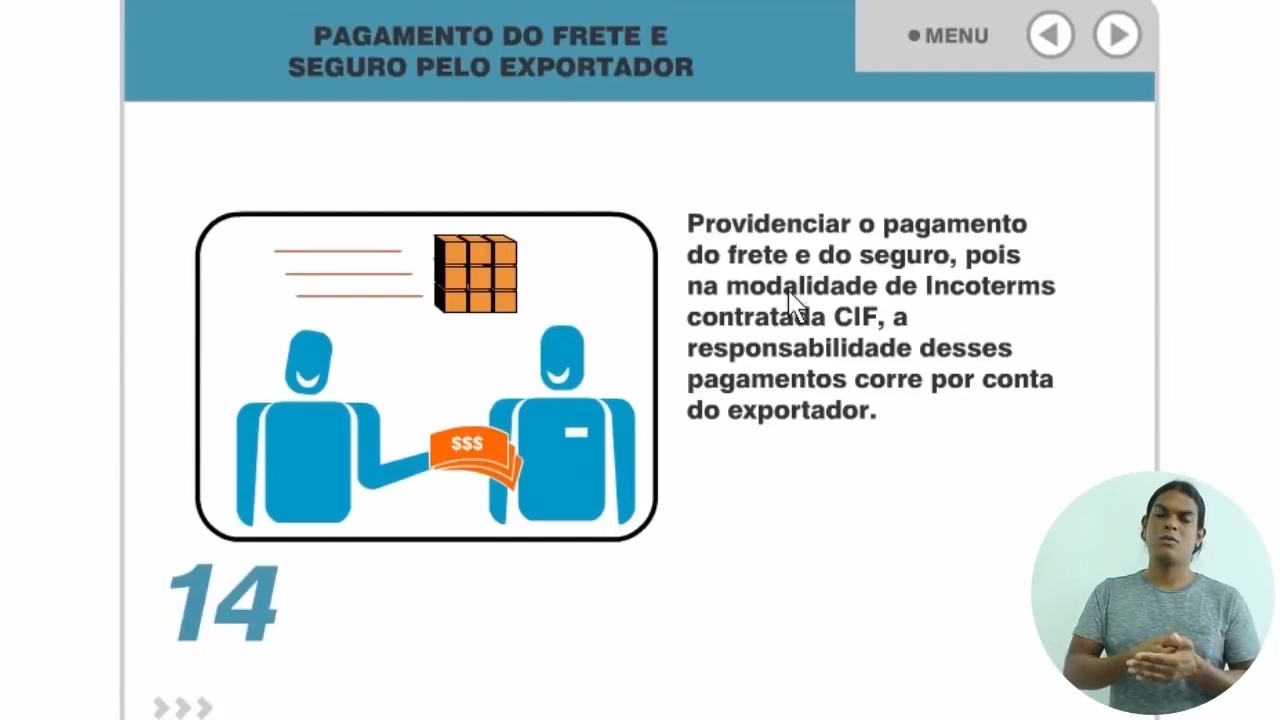 PAGAMENTO DO FRETE E
SEGURO PELO EXPORTADOR
MENU
Providenciar o pagamento
do frete e do seguro, pois
na modalidade de Incoterms
contratada CIF, a
responsabilidade desses
pagamentos corre por conta
do exportador.
$$$
14